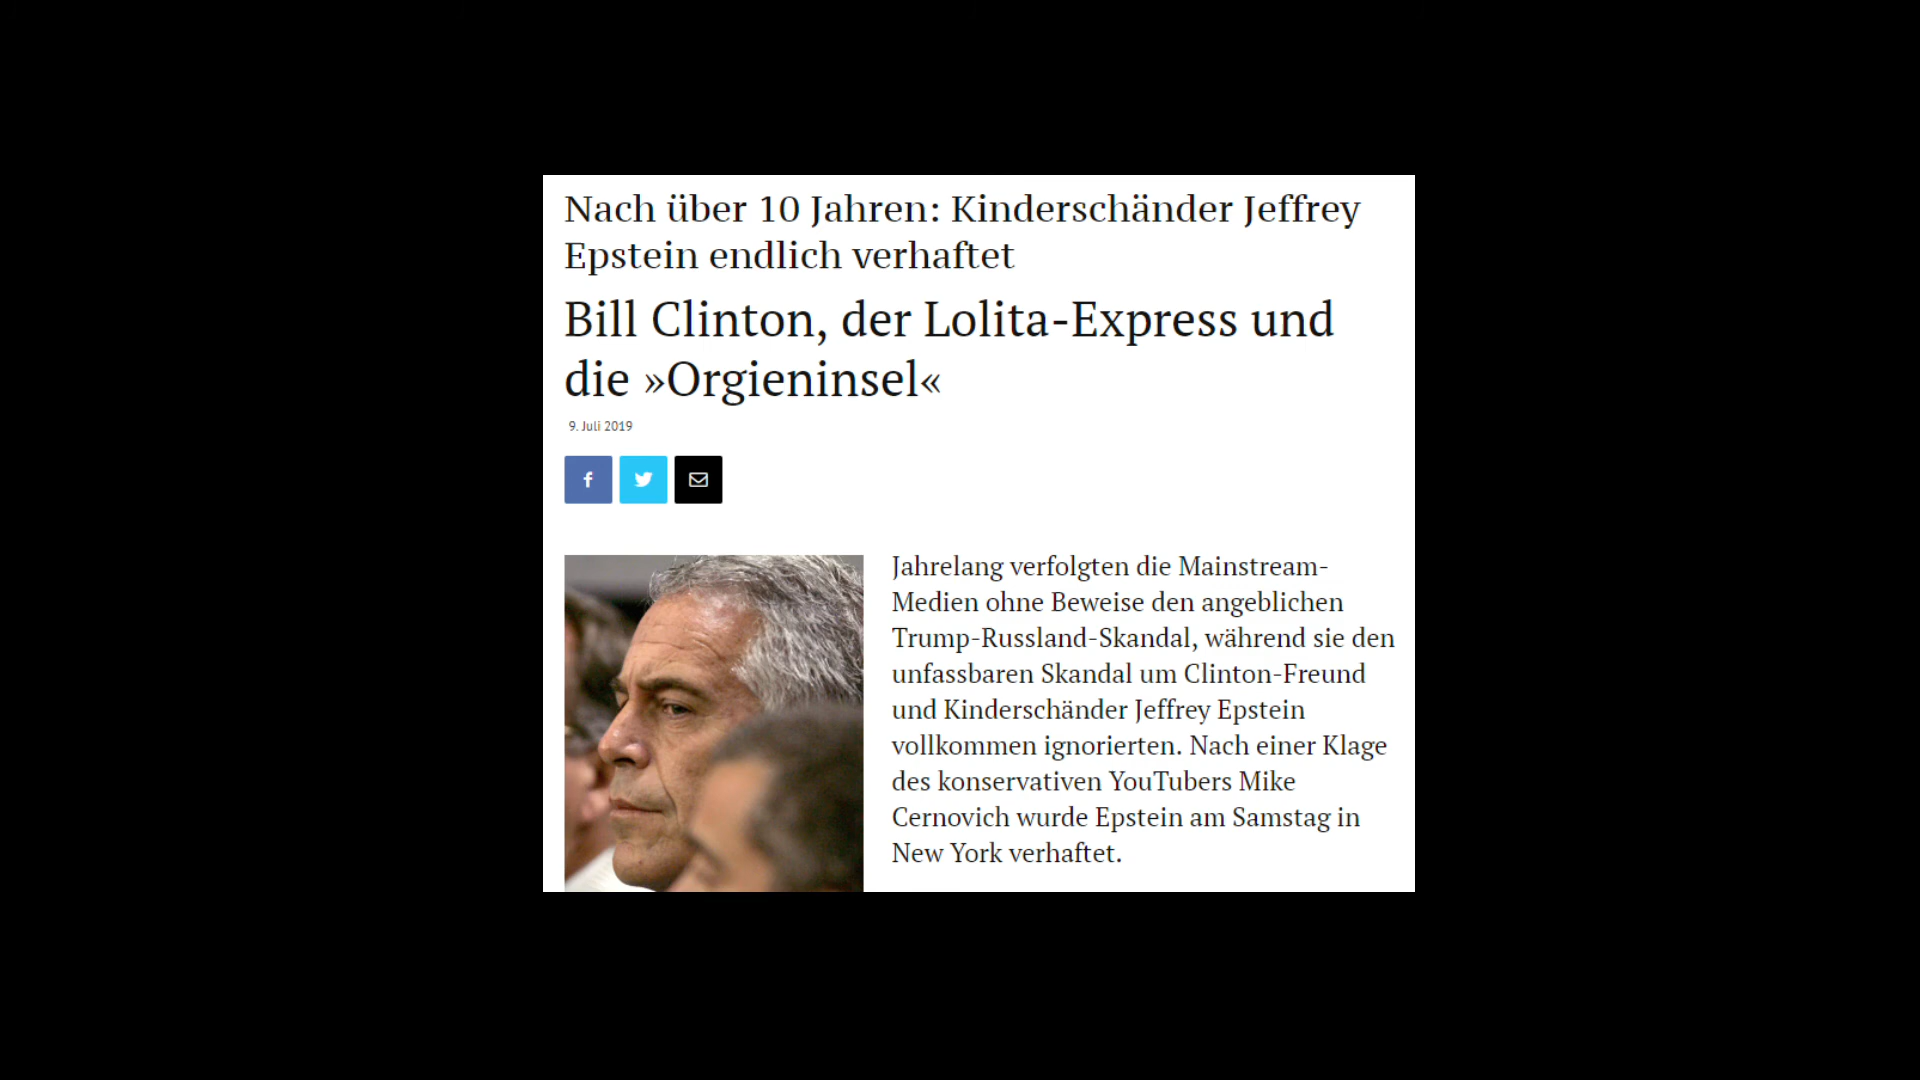 Nach über 10 Jahren: Kinderschänder Jeffrey
Epstein endlich verhaftet
Bill Clinton, der Lolita-Express und
die »Orgieninsel«
9. Juli 2019
Jahrelang verfolgten die Mainstream-
Medien ohne Beweise den angeblichen
Trump-Russland-Skandal, während sie den
unfassbaren Skandal um Clinton-Freund
und Kinderschänder Jeffrey Epstein
vollkommen ignorierten. Nach einer Klage
des konservativen YouTubers Mike
Cernovich wurde Epstein am Samstag in
New York verhaftet.